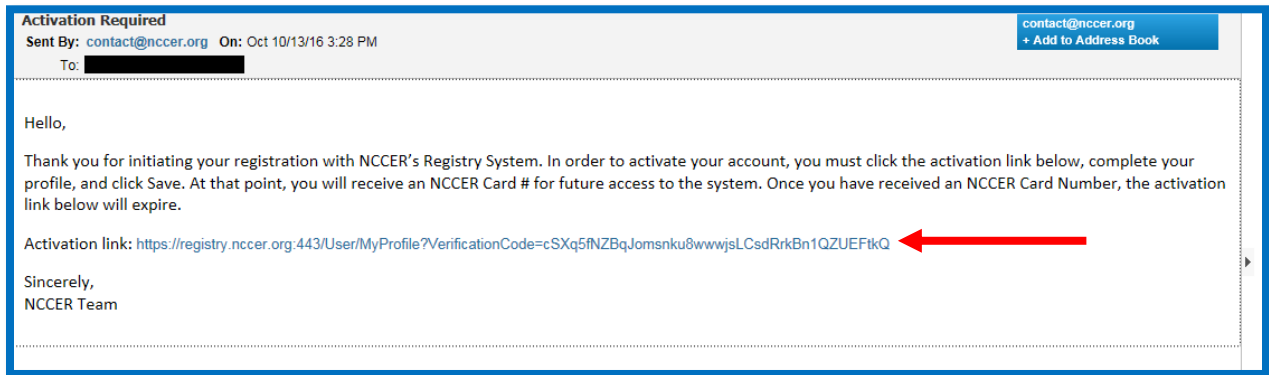 Activation Required
contact@nccer.org
Sent By: contact@nccer.org On: Oct 10/13/16 3:28 PM
+ Add to Address Book
To:
Hello,
Thank you for initiating your registration with NCCER's Registry System. In order to activate your account, you must click the activation link below, complete your
profile, and click Save. At that point, you will receive an NCCER Card # for future access to the system. Once you have received an NCCER Card Number, the activation
link below will expire.
Activation link: https://registry.nccer.org:443/User/MyProfile?VerificationCode=cSXq5fNZBqJomsnku8wwwjsLCsdRrkBn1QZUEFtkQ
Sincerely,
NCCER Team